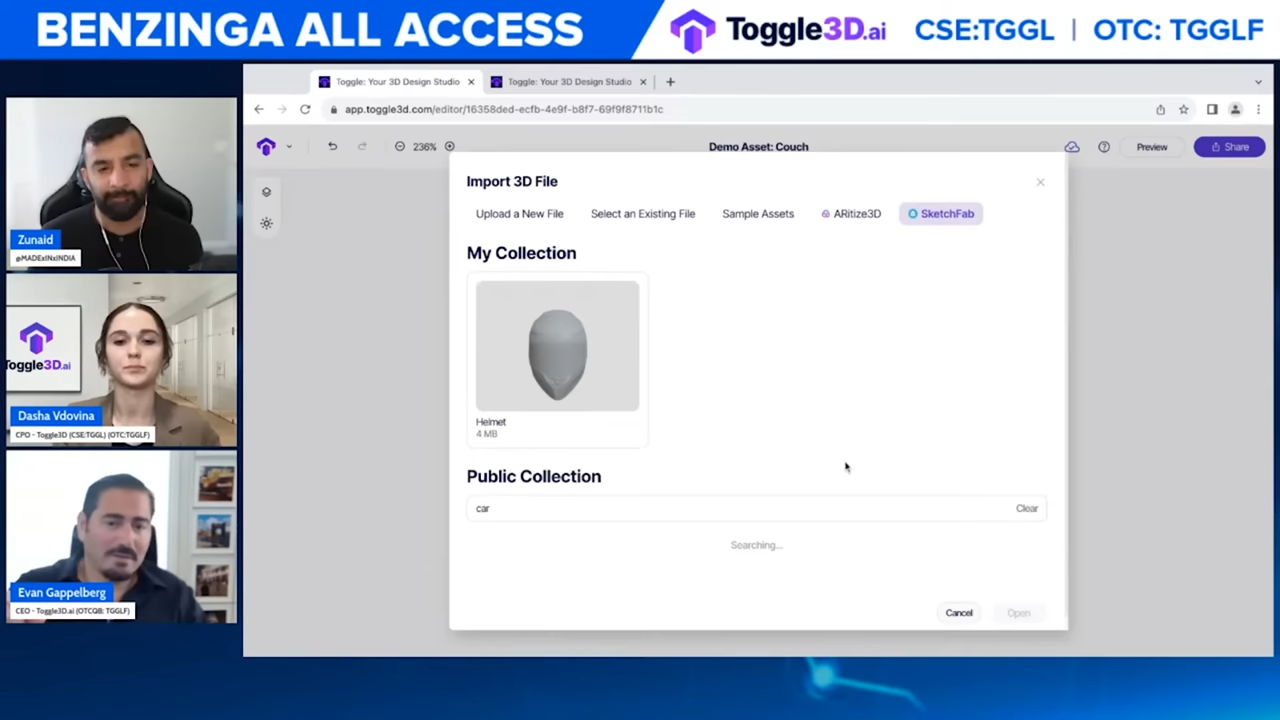 BENZINGA ALL ACCESS
Toggle3D.ai
CSE:TGGL | OTC: TGGLF
Toggle: Your 3D Design Studio
Toggle: Your 3D Design Studio
app.toggle3d.com/editor/16358ded-ecfb-4e9f-b8f7-69f9f8711b1c
236%
Demo Asset: Couch
Preview
Share
Import 3D File
Upload a New File
Select an Existing File
Sample Assets
ARitize3D
SketchFab
My Collection
Helmet
4 MB
Public Collection
car
Clear
Searching...
Cancel
Open
Zunaid
@MADExINxINDIA
Toggle3D.ai
Dasha Vdovina
CPO - Toggle3D (CSE:TGGL) (OTC:TGGLF)
Evan Gappelberg
CEO - Toggle3D.ai (OTCQB: TGGLF)